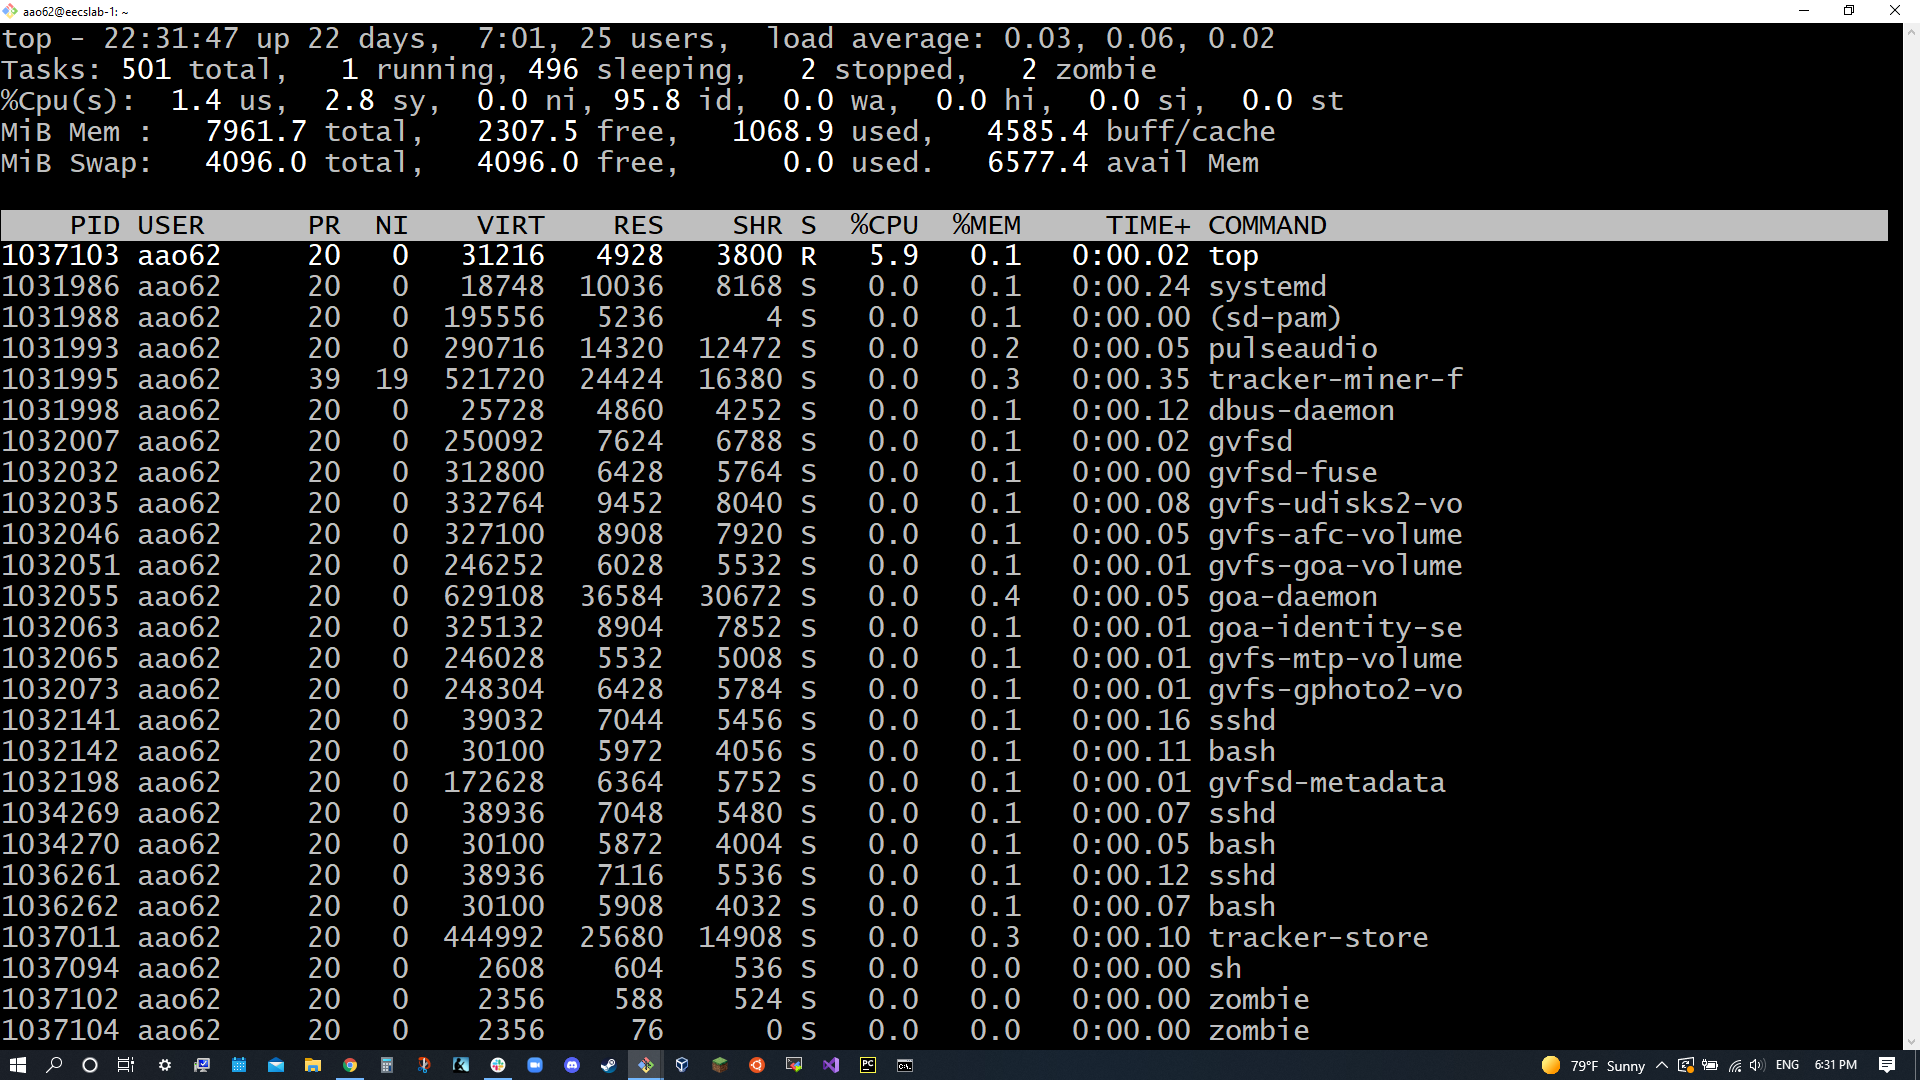 aao62@eecslab-1: ~
top - 22:31:47 up 22 days,  7:01, 25 users,  load average: 0.03, 0.06, 0.02
Tasks: 501 total,   1 running, 496 sleeping,   2 stopped,   2 zombie
%Cpu(s):  1.4 us,  2.8 sy,  0.0 ni, 95.8 id,  0.0 wa,  0.0 hi,  0.0 si,  0.0 st
MiB Mem :   7961.7 total,   2307.5 free,   1068.9 used,   4585.4 buff/cache
MiB Swap:   4096.0 total,   4096.0 free,      0.0 used.   6577.4 avail Mem
PID USER      PR  NI    VIRT    RES    SHR S  %CPU  %MEM     TIME+ COMMAND
1037103 aao62     20   0   31216   4928   3800 R   5.9   0.1   0:00.02 top
1031986 aao62     20   0   18748  10036   8168 S   0.0   0.1   0:00.24 systemd
1031988 aao62     20   0  195556   5236      4 S   0.0   0.1   0:00.00 (sd-pam)
1031993 aao62     20   0  290716  14320  12472 S   0.0   0.2   0:00.05 pulseaudio
1031995 aao62     39  19  521720  24424  16380 S   0.0   0.3   0:00.35 tracker-miner-f
1031998 aao62     20   0   25728   4860   4252 S   0.0   0.1   0:00.12 dbus-daemon
1032007 aao62     20   0  250092   7624   6788 S   0.0   0.1   0:00.02 gvfsd
1032032 aao62     20   0  312800   6428   5764 S   0.0   0.1   0:00.00 gvfsd-fuse
1032035 aao62     20   0  332764   9452   8040 S   0.0   0.1   0:00.08 gvfs-udisks2-vo
1032046 aao62     20   0  327100   8908   7920 S   0.0   0.1   0:00.05 gvfs-afc-volume
1032051 aao62     20   0  246252   6028   5532 S   0.0   0.1   0:00.01 gvfs-goa-volume
1032055 aao62     20   0  629108  36584  30672 S   0.0   0.4   0:00.05 goa-daemon
1032063 aao62     20   0  325132   8904   7852 S   0.0   0.1   0:00.01 goa-identity-se
1032065 aao62     20   0  246028   5532   5008 S   0.0   0.1   0:00.01 gvfs-mtp-volume
1032073 aao62     20   0  248304   6428   5784 S   0.0   0.1   0:00.01 gvfs-gphoto2-vo
1032141 aao62     20   0   39032   7044   5456 S   0.0   0.1   0:00.16 sshd
1032142 aao62     20   0   30100   5972   4056 S   0.0   0.1   0:00.11 bash
1032198 aao62     20   0  172628   6364   5752 S   0.0   0.1   0:00.01 gvfsd-metadata
1034269 aao62     20   0   38936   7048   5480 S   0.0   0.1   0:00.07 sshd
1034270 aao62     20   0   30100   5872   4004 S   0.0   0.1   0:00.05 bash
1036261 aao62     20   0   38936   7116   5536 S   0.0   0.1   0:00.12 sshd
1036262 aao62     20   0   30100   5908   4032 S   0.0   0.1   0:00.07 bash
1037011 aao62     20   0  444992  25680  14908 S   0.0   0.3   0:00.10 tracker-store
1037094 aao62     20   0    2608    604    536 S   0.0   0.0   0:00.00 sh
1037102 aao62     20   0    2356    588    524 S   0.0   0.0   0:00.00 zombie
1037104 aao62     20   0    2356     76      0 S   0.0   0.0   0:00.00 zombie
PC
79°F Sunny
ENG
6:31 PM